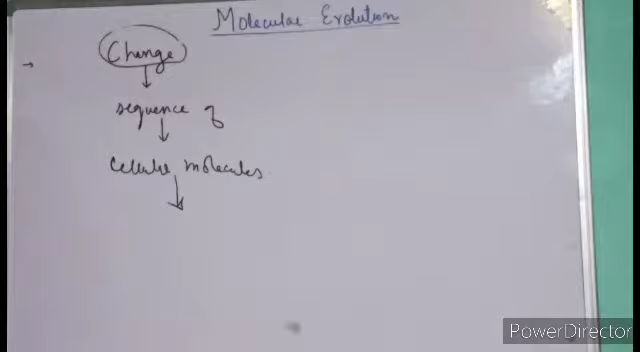 Molecular Evolution
→ Change
↓
sequence of
↓
cellular molecules
↓
PowerDirector